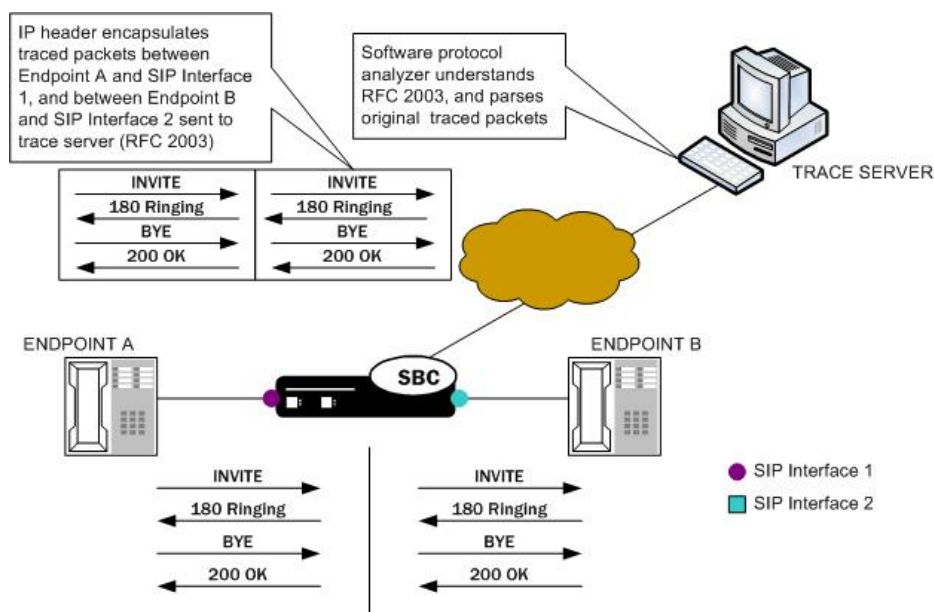 IP header encapsulates
traced packets between
Endpoint A and SIP Interface
1, and between Endpoint B
and SIP Interface 2 sent to
trace server (RFC 2003)
Software protocol
analyzer understands
RFC 2003, and parses
original traced packets
TRACE SERVER
INVITE
180 Ringing
BYE
200 OK
INVITE
180 Ringing
BYE
200 OK
ENDPOINT A
SBC
ENDPOINT B
INVITE
180 Ringing
BYE
200 OK
INVITE
180 Ringing
BYE
200 OK
SIP Interface 1
SIP Interface 2